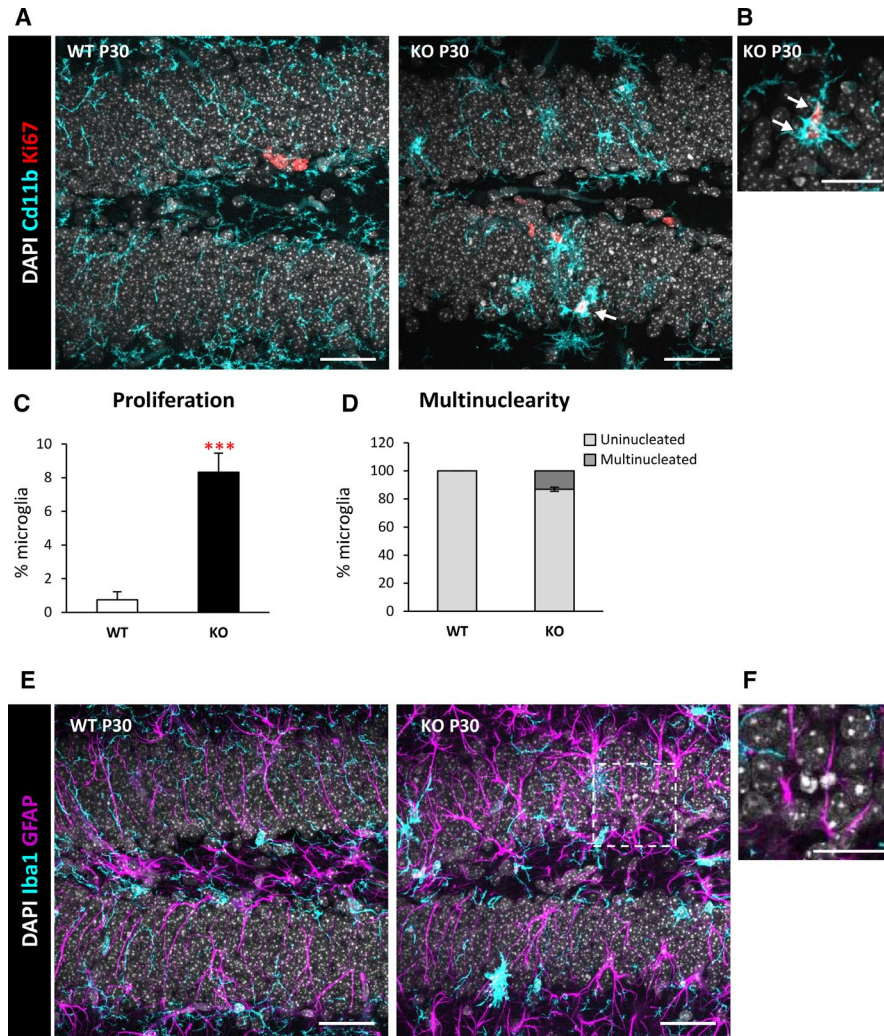 A
B
WT P30
KO P30
KO P30
DAPI Cd11b Ki67
C
Proliferation
D
Multinuclearity
% microglia
10
8
6
4
2
0
***
WT
KO
% microglia
120
100
80
60
40
20
0
WT
KO
Uninucleated
Multinucleated
E
F
WT P30
KO P30
DAPI Iba1 GFAP